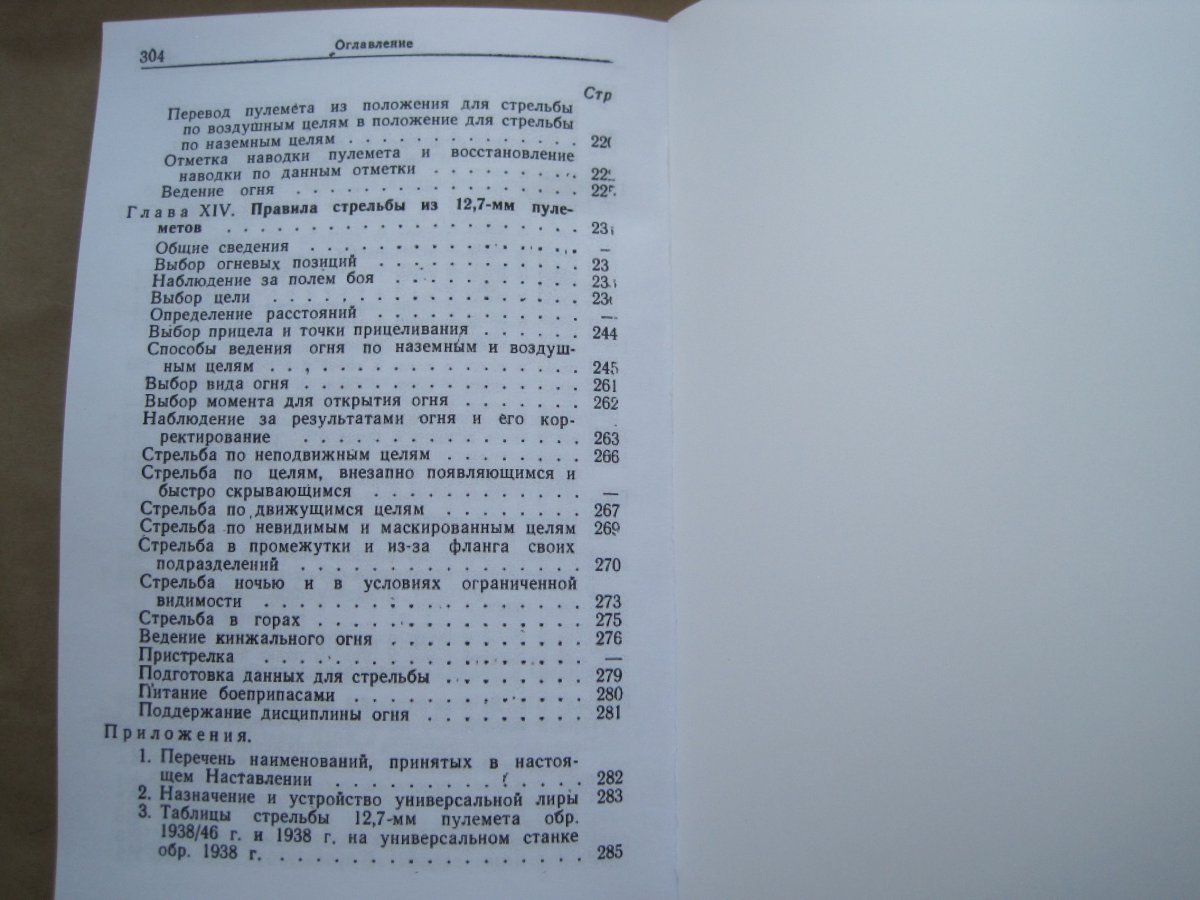 304
Оглавление
Стр
Перевод пулемета из положения для стрельбы
по воздушным целям в положение для стрельбы
по наземным целям . . . . . . . . . . . . .
Отметка наводки пулемета и восстановление
наводки по данным отметки . . . . . . . .
Ведение огня . . . . . . . . . . . . . . . .
Глава XIV. Правила стрельбы из 12,7-мм пуле-
метов . . . . . . . . . . . . . . . . . . .
Общие сведения . . . . . . . . . . . . . . —
Выбор огневых позиций . . . . . . . . . . .
Наблюдение за полем боя . . . . . . . . . .
Выбор цели . . . . . . . . . . . . . . . .
Определение расстояний . . . . . . . . . . . —
Выбор прицела и точки прицеливания . . . . . . 244
Способы ведения огня по наземным и воздуш-
ным целям . . . . . . . . . . . . . . . . 245
Выбор вида огня . . . . . . . . . . . . . . . 261
Выбор момента для открытия огня . . . . . . . 262
Наблюдение за результатами огня и его кор-
ректирование . . . . . . . . . . . . . . 263
Стрельба по неподвижным целям . . . . . . . 266
Стрельба по целям, внезапно появляющимся и
быстро скрывающимся . . . . . . . . . . . —
Стрельба по движущимся целям . . . . . . . 267
Стрельба по невидимым и маскированным целям 269
Стрельба в промежутки и из-за фланга своих
подразделений . . . . . . . . . . . . . . 270
Стрельба ночью и в условиях ограниченной
видимости . . . . . . . . . . . . . . . . 273
Стрельба в горах . . . . . . . . . . . . . . 275
Ведение кинжального огня . . . . . . . . . . 276
Пристрелка . . . . . . . . . . . . . . . . —
Подготовка данных для стрельбы . . . . . . . 279
Питание боеприпасами . . . . . . . . . . . . 280
Поддержание дисциплины огня . . . . . . . . 281
Приложения.
1. Перечень наименований, принятых в настоя-
щем Наставлении . . . . . . . . . . . . . 282
2. Назначение и устройство универсальной лиры 283
3. Таблицы стрельбы 12,7-мм пулемета обр.
1938/46 г. и 1938 г. на универсальном станке
обр. 1938 г. . . . . . . . . . . . . . . . . 285